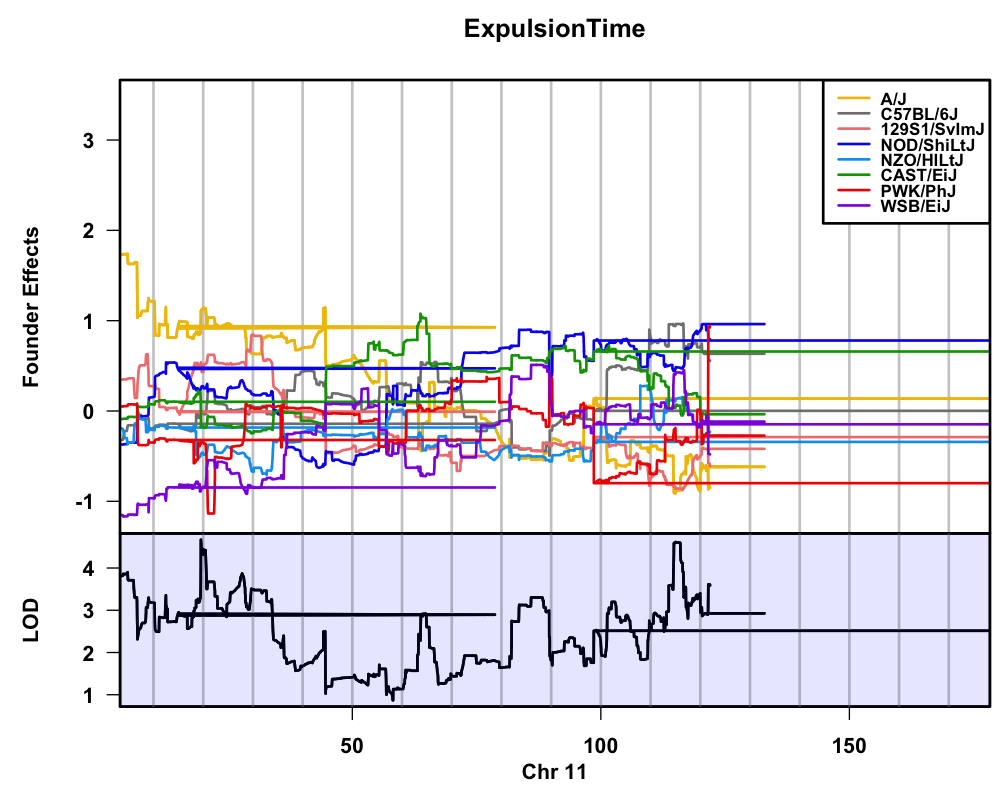 ExpulsionTime
A/J
C57BL/6J
129S1/SvImJ
NOD/ShiLtJ
NZO/HlLtJ
CAST/EiJ
PWK/PhJ
WSB/EiJ
Founder Effects
3
2
1
0
-1
LOD
4
3
2
1
50
100
150
Chr 11